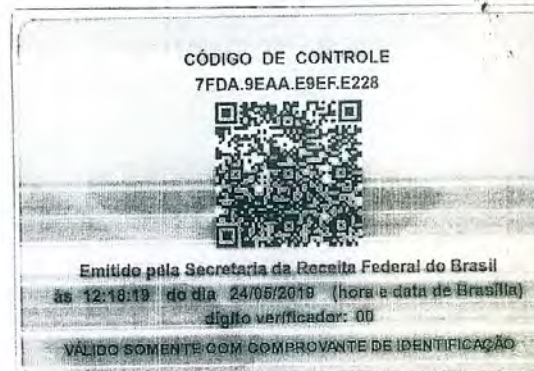 CÓDIGO DE CONTROLE
7FDA.9EAA.E9EF.E228
Emitido pela Secretaria da Receita Federal do Brasil
às 12:18:19 do dia 24/05/2019 (hora e data de Brasília)
dígito verificador: 00
VÁLIDO SOMENTE COM COMPROVANTE DE IDENTIFICAÇÃO